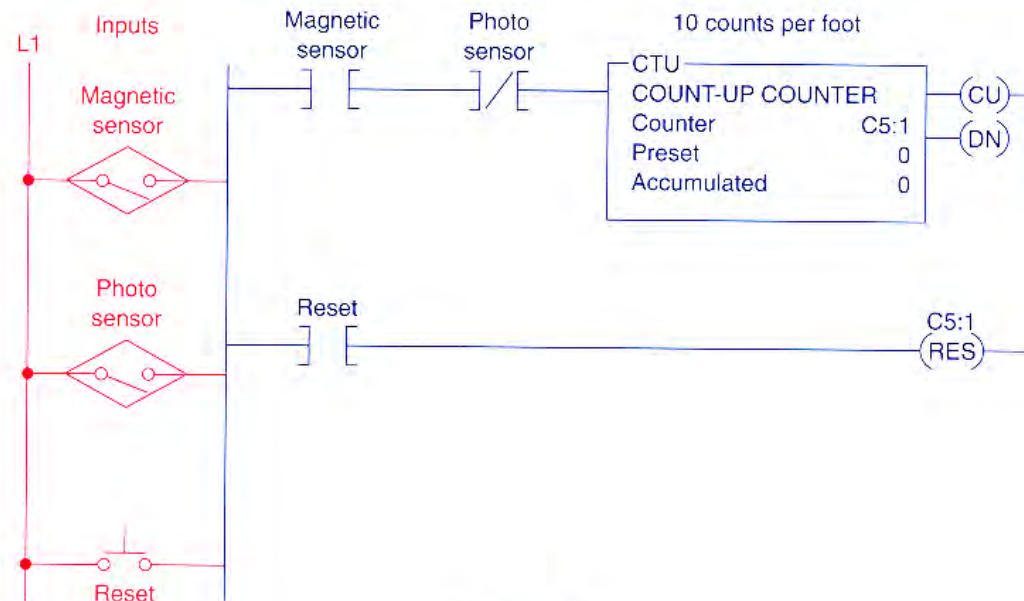 Inputs
L1
Magnetic
sensor
Photo
sensor
Reset
Magnetic
sensor
Photo
sensor
10 counts per foot
CTU
COUNT-UP COUNTER
Counter C5:1
Preset 0
Accumulated 0
CU
DN
Reset
C5:1
RES